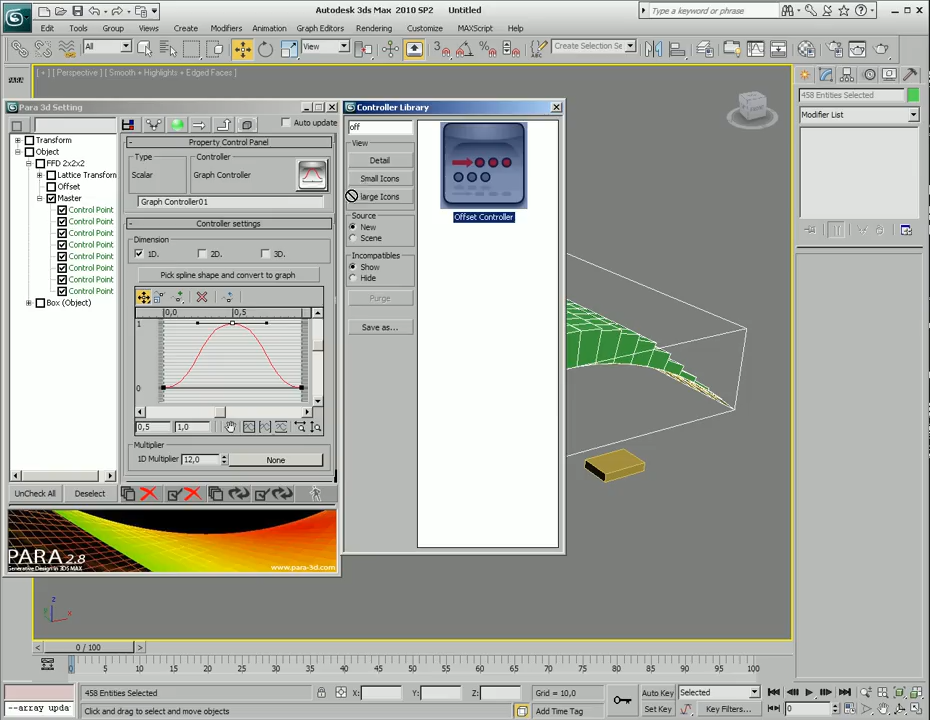 Autodesk 3ds Max 2010 SP2 Untitled
Type a keyword or phrase
Edit Tools Group Views Create Modifiers Animation Graph Editors Rendering Customize MAXScript Help
All View Create Selection Se
PARA
[ + ] [ Perspective ] [ Smooth + Highlights + Edged Faces ]
458 Entities Selected
Modifier List
Para 3d Setting
Auto update
Transform
Object
FFD 2x2x2
Lattice Transform
Offset
Master
Control Point
Control Point
Control Point
Control Point
Control Point
Control Point
Control Point
Control Point
Box (Object)
Property Control Panel
Type Controller
Scalar Graph Controller
Graph Controller01
Controller settings
Dimension
1D. 2D. 3D.
Pick spline shape and convert to graph
0,0 0,5
1
0
0,5 1,0
Multiplier
1D Multiplier 12,0 None
UnCheck All Deselect
PARA 2.8
Generative Design in 3DS MAX
www.para-3d.com
Controller Library
off
View
Detail
Small Icons
large Icons
Source
New
Scene
Incompatibles
Show
Hide
Purge
Save as...
Offset Controller
z
x
0 / 100
0 5 10 15 20 25 30 35 40 45 50 55 60 65 70 75 80 85 90 95 100
458 Entities Selected X: Y: Z: Grid = 10,0 Auto Key Selected
--array upda Click and drag to select and move objects Add Time Tag Set Key Key Filters... 0